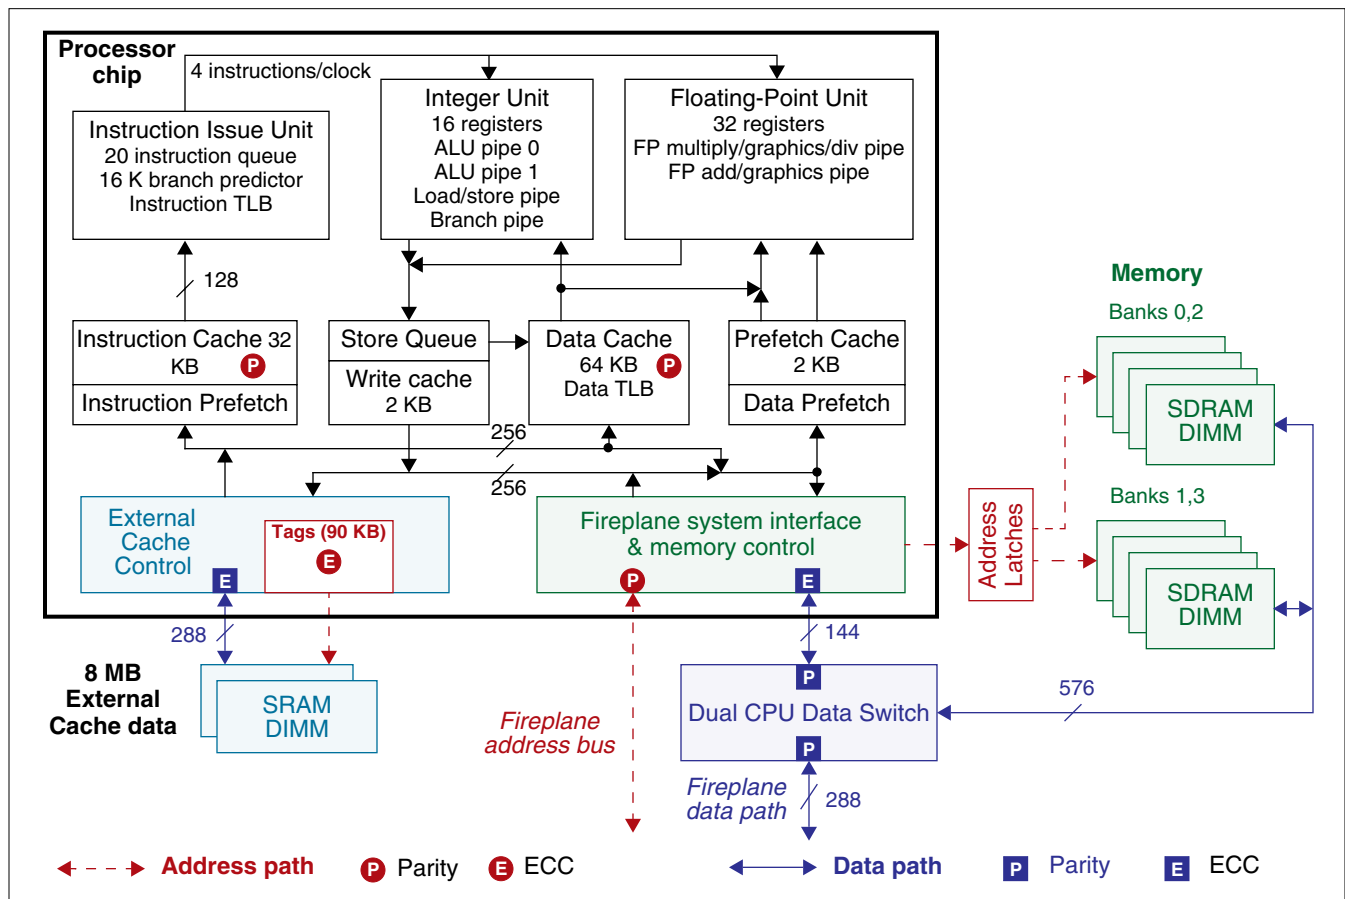 Processor
chip
4 instructions/clock
Instruction Issue Unit
20 instruction queue
16 K branch predictor
Instruction TLB
Integer Unit
16 registers
ALU pipe 0
ALU pipe 1
Load/store pipe
Branch pipe
Floating-Point Unit
32 registers
FP multiply/graphics/div pipe
FP add/graphics pipe
128
Instruction Cache 32
KB
P
Instruction Prefetch
Store Queue
Write cache
2 KB
Data Cache
64 KB
P
Data TLB
Prefetch Cache
2 KB
Data Prefetch
256
256
External
Cache
Control
E
Tags (90 KB)
E
Fireplane system interface
& memory control
P
E
Address
Latches
Memory
Banks 0,2
SDRAM
DIMM
Banks 1,3
SDRAM
DIMM
288
144
8 MB
External
Cache data
SRAM
DIMM
Fireplane
address bus
P
Dual CPU Data Switch
P
576
Fireplane
data path
288
Address path
P Parity
E ECC
Data path
P Parity
E ECC